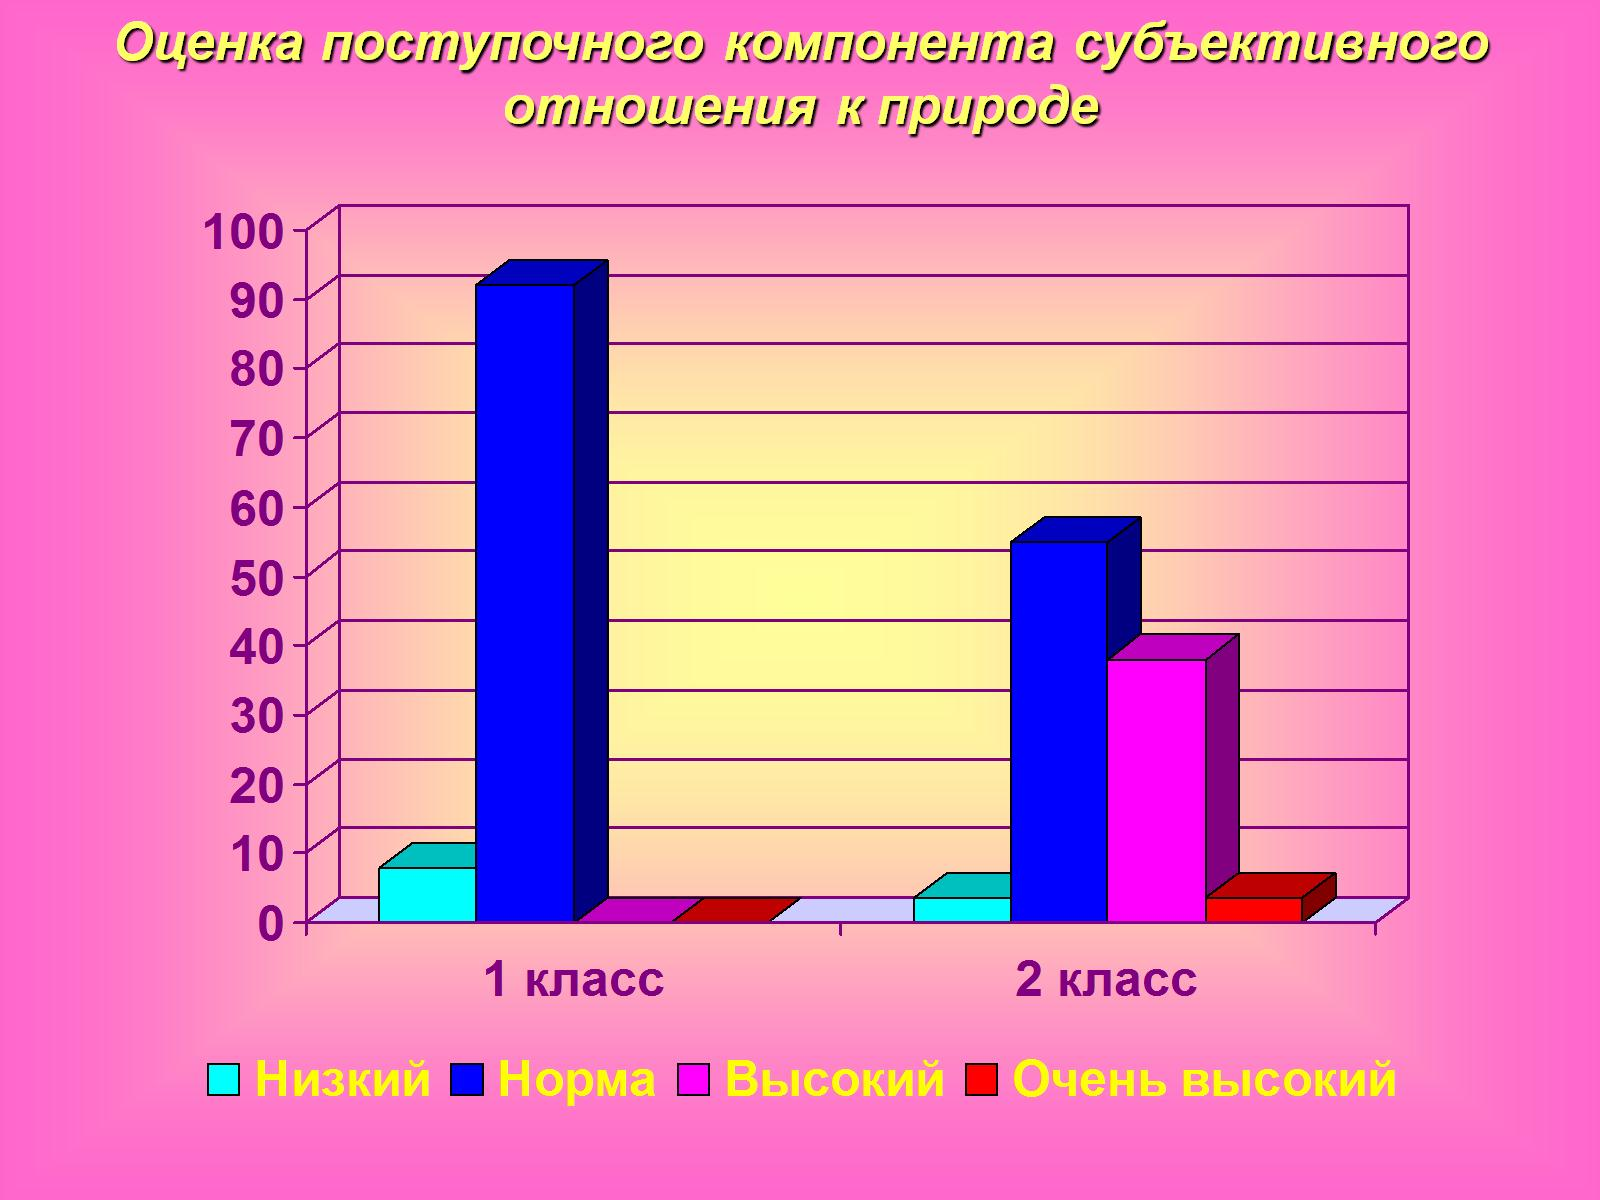 Оценка поступочного компонента субъективного
отношения к природе
100
90
80
70
60
50
40
30
20
10
0
1 класс 2 класс
Низкий Норма Высокий Очень высокий